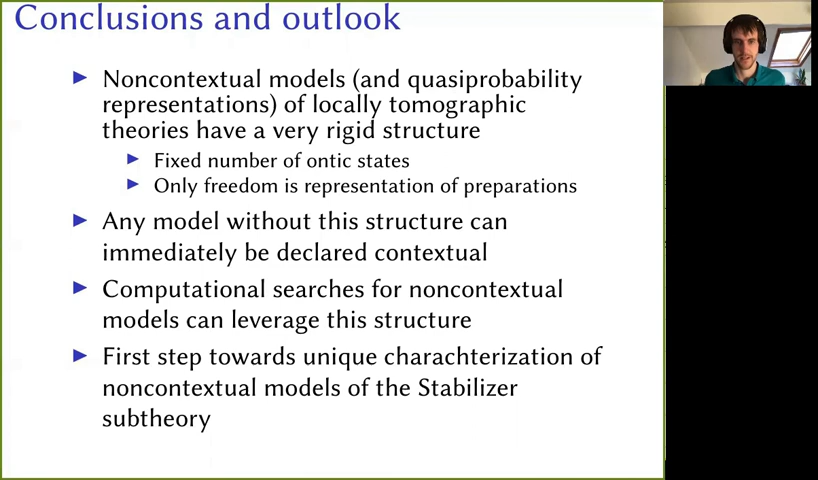 Conclusions and outlook
Noncontextual models (and quasiprobability
representations) of locally tomographic
theories have a very rigid structure
Fixed number of ontic states
Only freedom is representation of preparations
Any model without this structure can
immediately be declared contextual
Computational searches for noncontextual
models can leverage this structure
First step towards unique charachterization of
noncontextual models of the Stabilizer
subtheory